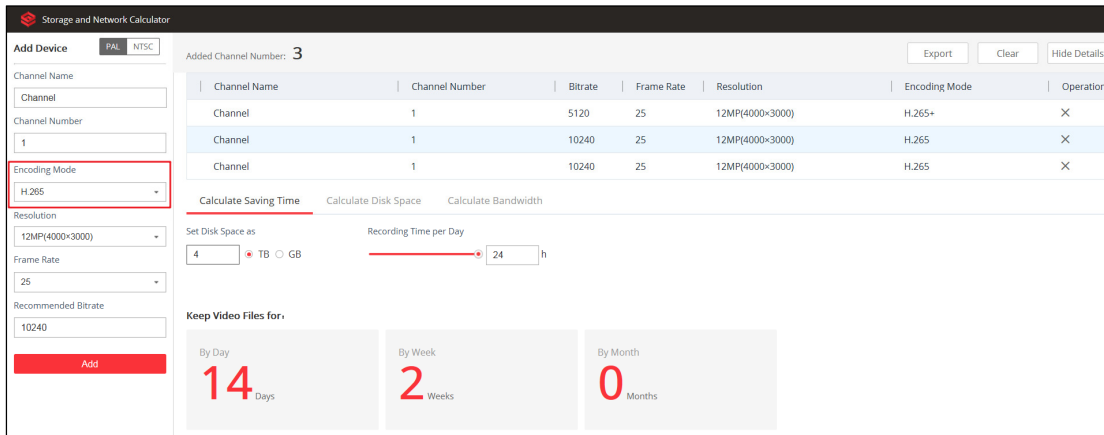 Storage and Network Calculator
Add Device PAL NTSC
Channel Name
Channel
Channel Number
1
Encoding Mode
H.265
Resolution
12MP(4000×3000)
Frame Rate
25
Recommended Bitrate
10240
Add
Added Channel Number: 3 Export Clear Hide Details
Channel Name Channel Number Bitrate Frame Rate Resolution Encoding Mode Operation
Channel 1 5120 25 12MP(4000×3000) H.265+ ×
Channel 1 10240 25 12MP(4000×3000) H.265 ×
Channel 1 10240 25 12MP(4000×3000) H.265 ×
Calculate Saving Time Calculate Disk Space Calculate Bandwidth
Set Disk Space as Recording Time per Day
4 TB GB 24 h
Keep Video Files for:
By Day By Week By Month
14 Days 2 Weeks 0 Months